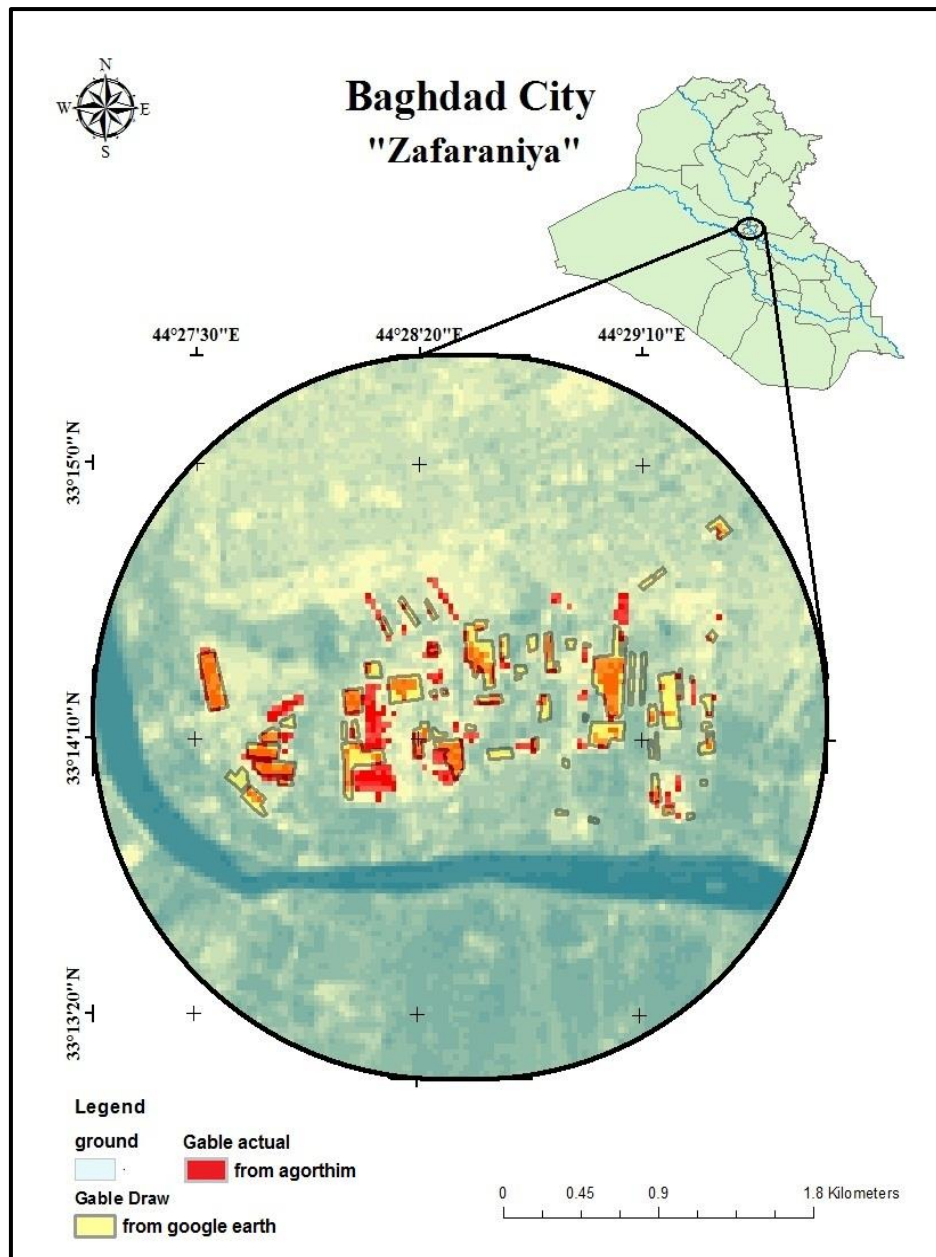 N
W E
S
Baghdad City
"Zafaraniya"
44°27'30"E 44°28'20"E 44°29'10"E
33°15'0"N
33°14'10"N
33°13'20"N
Legend
ground Gable actual
from agorthim
Gable Draw
from google earth
0 0.45 0.9 1.8 Kilometers